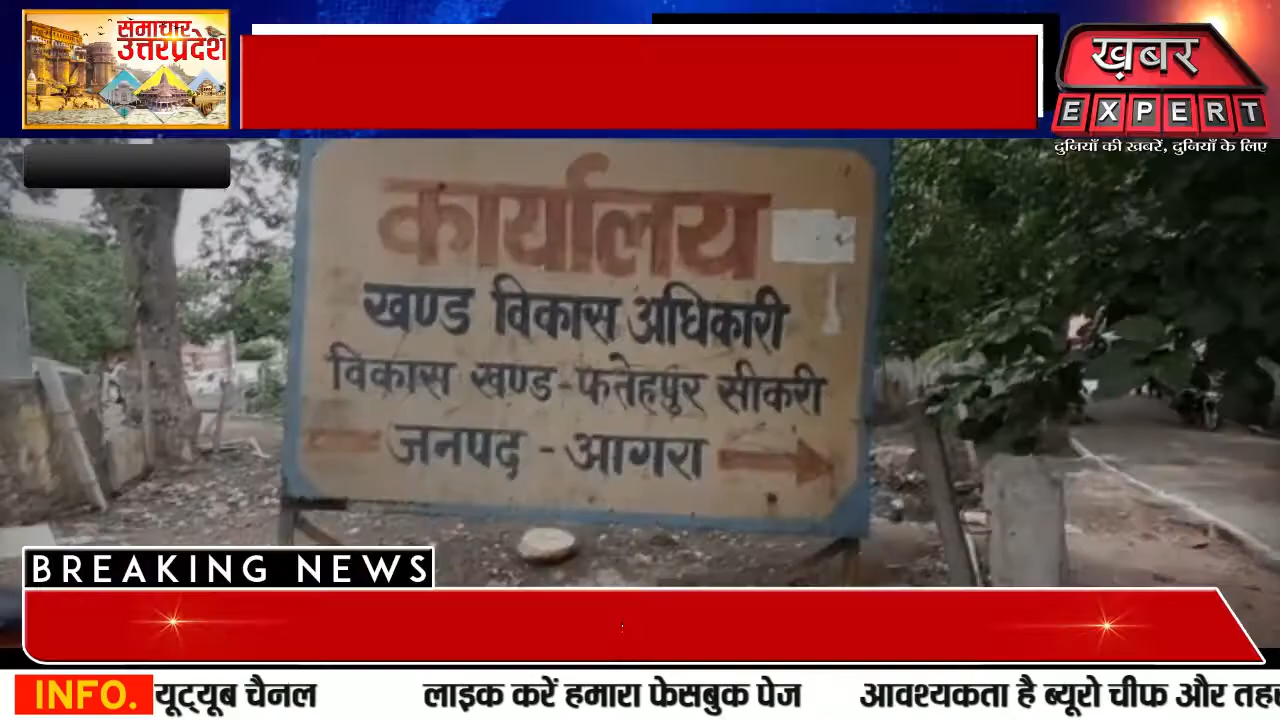 समाचार
उत्तरप्रदेश
ख़बर
EXPERT
दुनियाँ की खबरें, दुनियाँ के लिए
कार्यालय
खण्ड विकास अधिकारी
विकास खण्ड-फतेहपुर सीकरी
जनपद - आगरा
BREAKING NEWS
INFO. यूट्यूब चैनल लाइक करें हमारा फेसबुक पेज आवश्यकता है ब्यूरो चीफ और